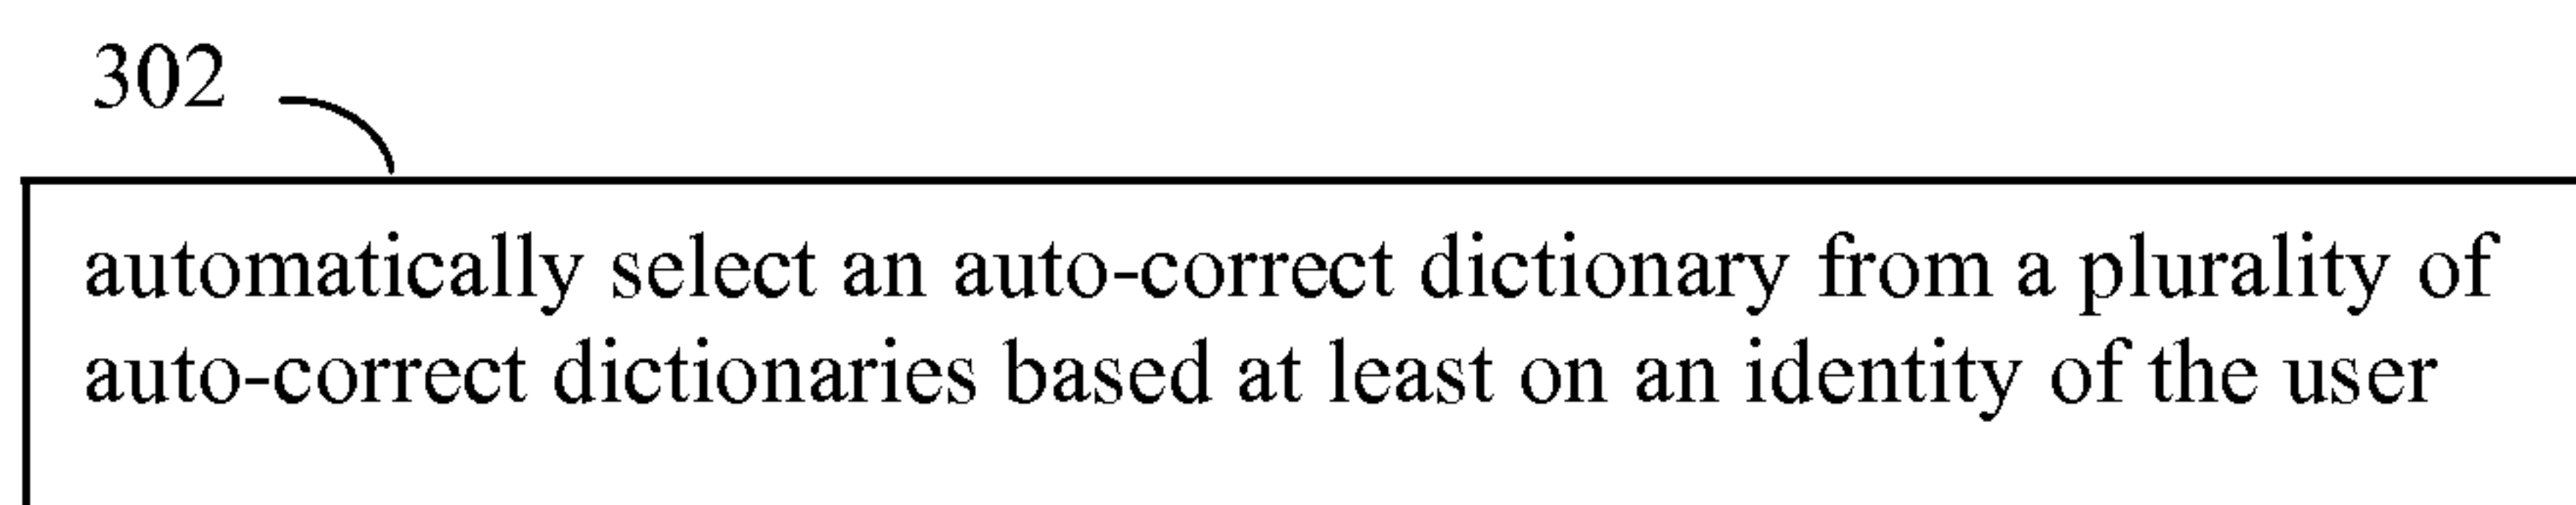 302
automatically select an auto-correct dictionary from a plurality of
auto-correct dictionaries based at least on an identity of the user